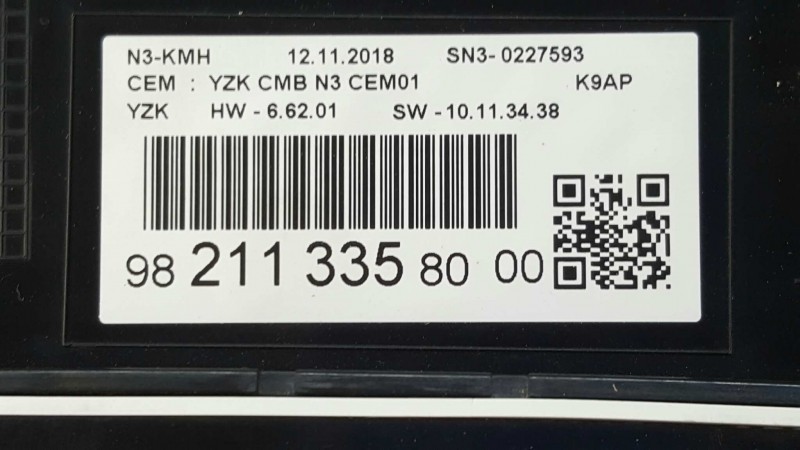 N3-KMH 12.11.2018 SN3- 0227593
CEM : YZK CMB N3 CEM01 K9AP
YZK HW - 6.62.01 SW -10.11.34.38
98 211 335 80 00